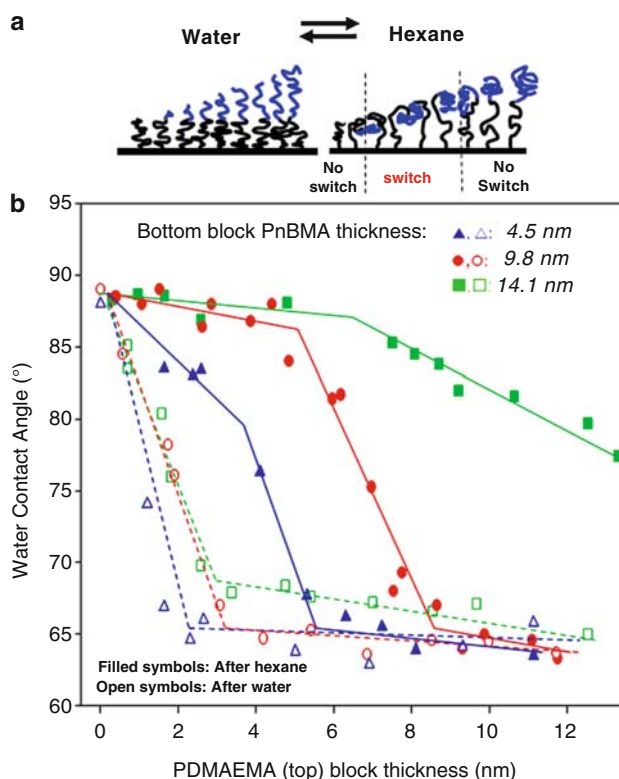 a
Water
Hexane
No switch
switch
No Switch
b
95
90
85
80
75
70
65
60
Water Contact Angle (°)
Bottom block PnBMA thickness:
4.5 nm
9.8 nm
14.1 nm
Filled symbols: After hexane
Open symbols: After water
0
2
4
6
8
10
12
PDMAEMA (top) block thickness (nm)